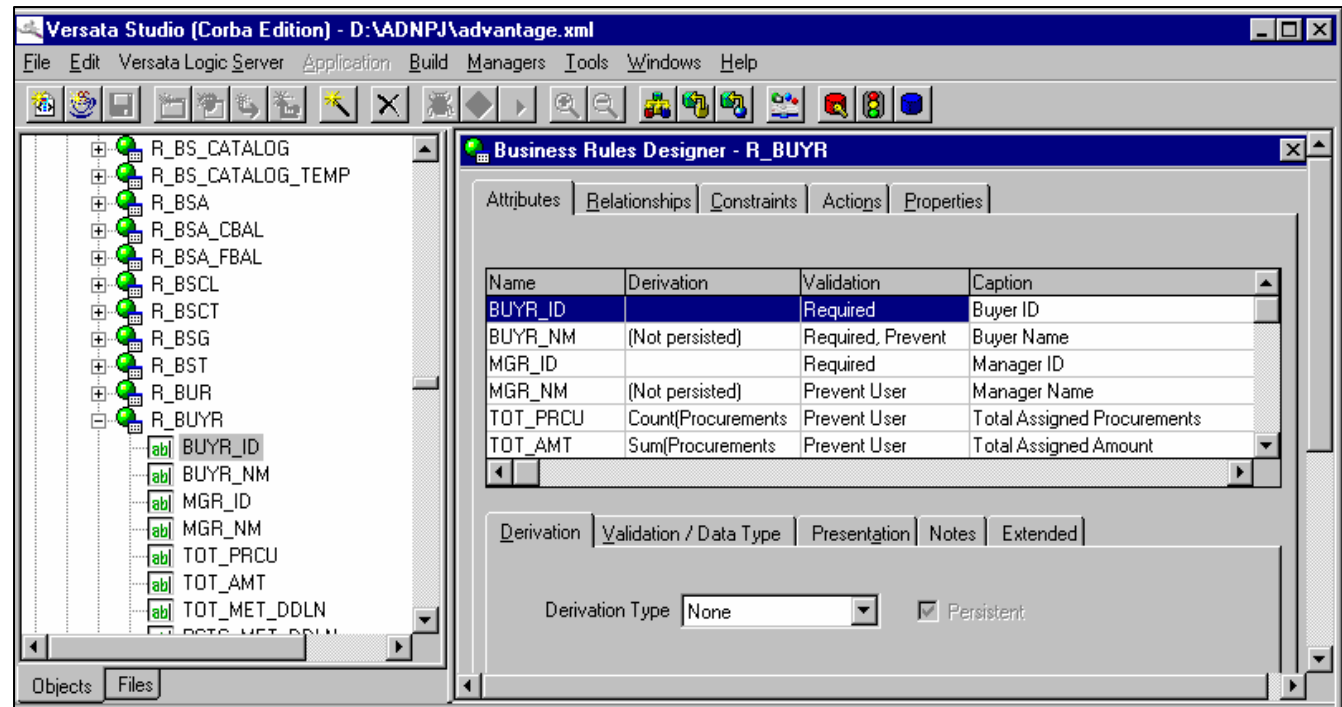 Versata Studio (Corba Edition) - D:\ADNPJ\advantage.xml
File Edit Versata Logic Server Application Build Managers Tools Windows Help
R_BS_CATALOG
R_BS_CATALOG_TEMP
R_BSA
R_BSA_CBAL
R_BSA_FBAL
R_BSCL
R_BSCT
R_BSG
R_BST
R_BUR
R_BUYR
BUYR_ID
BUYR_NM
MGR_ID
MGR_NM
TOT_PRCU
TOT_AMT
TOT_MET_DDLN
Objects Files
Business Rules Designer - R_BUYR
Attributes Relationships Constraints Actions Properties
Name Derivation Validation Caption
BUYR_ID Required Buyer ID
BUYR_NM (Not persisted) Required, Prevent Buyer Name
MGR_ID Required Manager ID
MGR_NM (Not persisted) Prevent User Manager Name
TOT_PRCU Count(Procurements Prevent User Total Assigned Procurements
TOT_AMT Sum(Procurements Prevent User Total Assigned Amount
Derivation Validation / Data Type Presentation Notes Extended
Derivation Type None Persistent